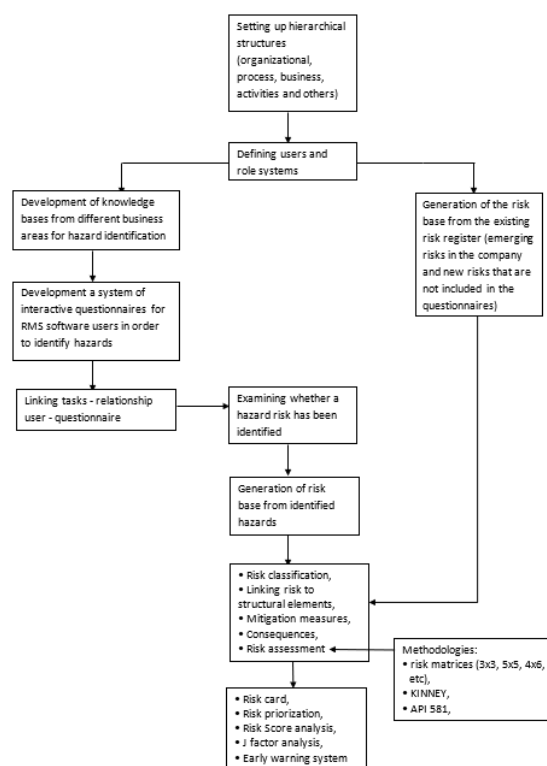 Setting up hierarchical
structures
(organizational,
process, business,
activities and others)
Defining users and
role systems
Development of knowledge
bases from different business
areas for hazard identification
Generation of the risk
base from the existing
risk register (emerging
risks in the company
and new risks that are
not included in the
questionnaires)
Development a system of
interactive questionnaires for
RMS software users in order
to identify hazards
Linking tasks - relationship
user - questionnaire
Examining whether a
hazard risk has been
identified
Generation of risk
base from identified
hazards
• Risk classification,
• Linking risk to
structural elements,
• Mitigation measures,
• Consequences,
• Risk assessment
Methodologies:
• risk matrices (3x3, 5x5, 4x6,
etc),
• KINNEY,
• API 581,
• Risk card,
• Risk priorization,
• Risk Score analysis,
• J factor analysis,
• Early warning system